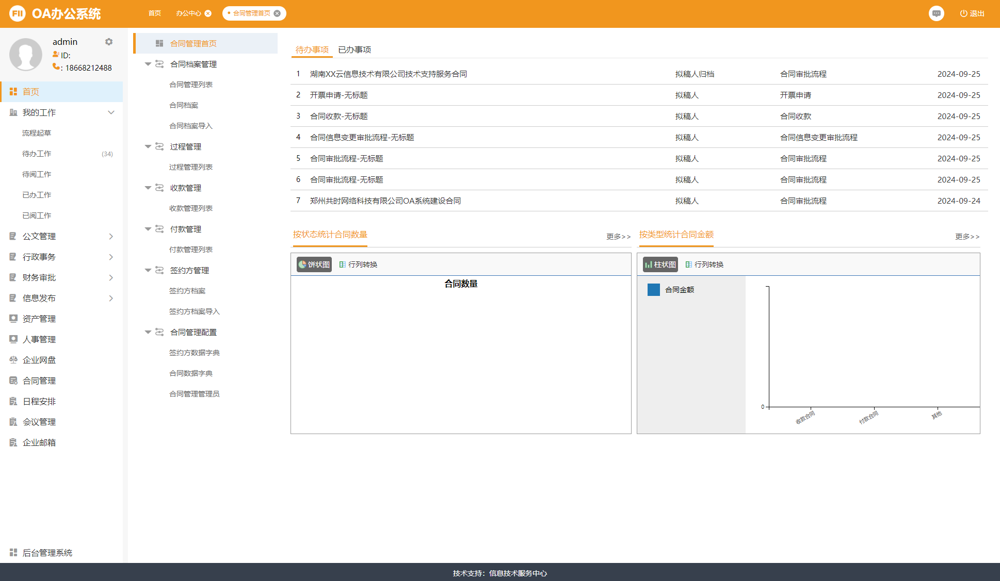 FII OA办公系统 首页 办公中心 合同管理首页 退出
admin
ID:
: 18668212488
首页
我的工作
流程起草
待办工作 (34)
待阅工作
已办工作
已阅工作
公文管理
行政事务
财务审批
信息发布
资产管理
人事管理
企业网盘
合同管理
日程安排
会议管理
企业邮箱
后台管理系统
合同管理首页
合同档案管理
合同管理列表
合同档案
合同档案导入
过程管理
过程管理列表
收款管理
收款管理列表
付款管理
付款管理列表
签约方管理
签约方档案
签约方档案导入
合同管理配置
签约方数据字典
合同数据字典
合同管理管理员
待办事项 已办事项
1 湖南XX云信息技术有限公司技术支持服务合同 拟稿人归档 合同审批流程 2024-09-25
2 开票申请-无标题 拟稿人 开票申请 2024-09-25
3 合同收款-无标题 拟稿人 合同收款 2024-09-25
4 合同信息变更审批流程-无标题 拟稿人 合同信息变更审批流程 2024-09-25
5 合同审批流程-无标题 拟稿人 合同审批流程 2024-09-25
6 合同审批流程-无标题 拟稿人 合同审批流程 2024-09-25
7 郑州共时网络科技有限公司OA系统建设合同 拟稿人 合同审批流程 2024-09-24
按状态统计合同数量 更多>>
饼状图 行列转换
合同数量
按类型统计合同金额 更多>>
柱状图 行列转换
合同金额
0
收款合同 付款合同 其他
技术支持：信息技术服务中心